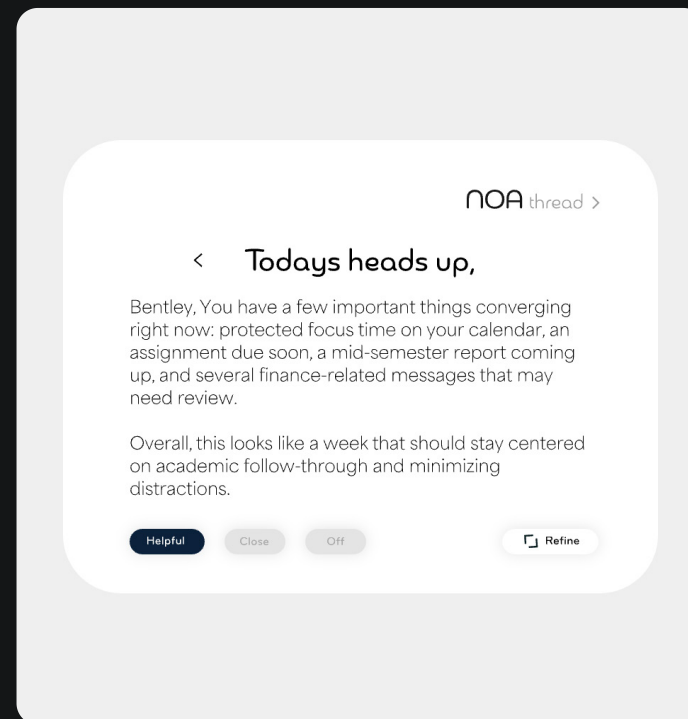 NOA thread >
< Todays heads up,
Bentley, You have a few important things converging
right now: protected focus time on your calendar, an
assignment due soon, a mid-semester report coming
up, and several finance-related messages that may
need review.
Overall, this looks like a week that should stay centered
on academic follow-through and minimizing
distractions.
Helpful Close Off Refine